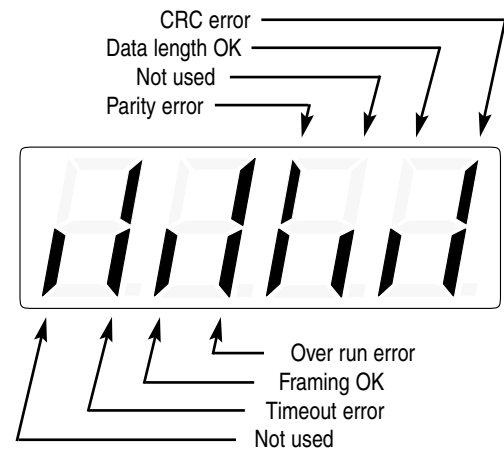 CRC error
Data length OK
Not used
Parity error
Over run error
Framing OK
Timeout error
Not used